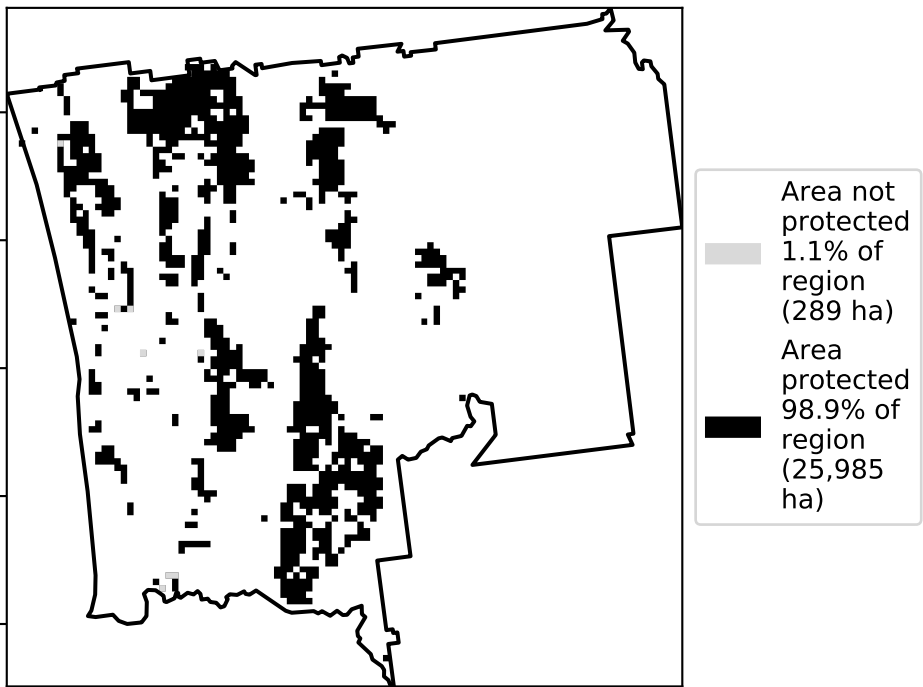 Area not
protected
1.1% of
region
(289 ha)
Area
protected
98.9% of
region
(25,985
ha)